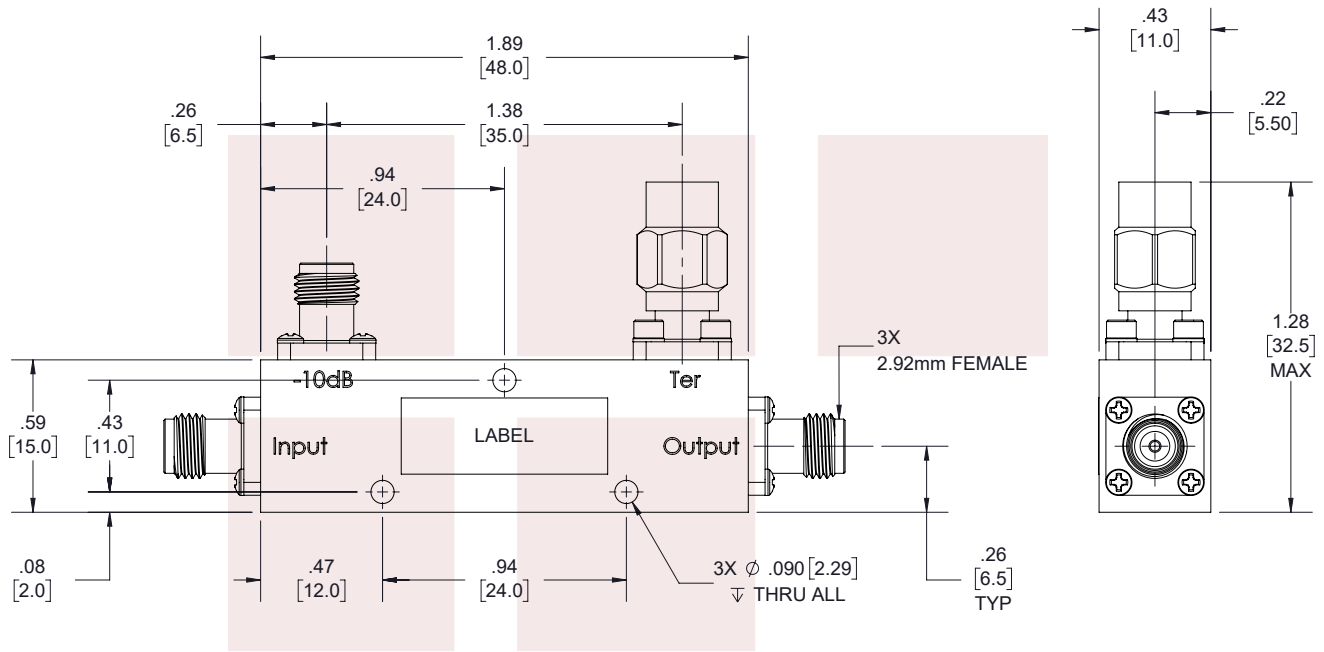 1.89
[48.0]
.26
[6.5]
1.38
[35.0]
.94
[24.0]
.43
[11.0]
.22
[5.50]
1.28
[32.5]
MAX
3X
2.92mm FEMALE
-10dB
Ter
Input
LABEL
Output
.59
[15.0]
.43
[11.0]
.08
[2.0]
.47
[12.0]
.94
[24.0]
3X ⌀ .090 [2.29]
↧ THRU ALL
.26
[6.5]
TYP